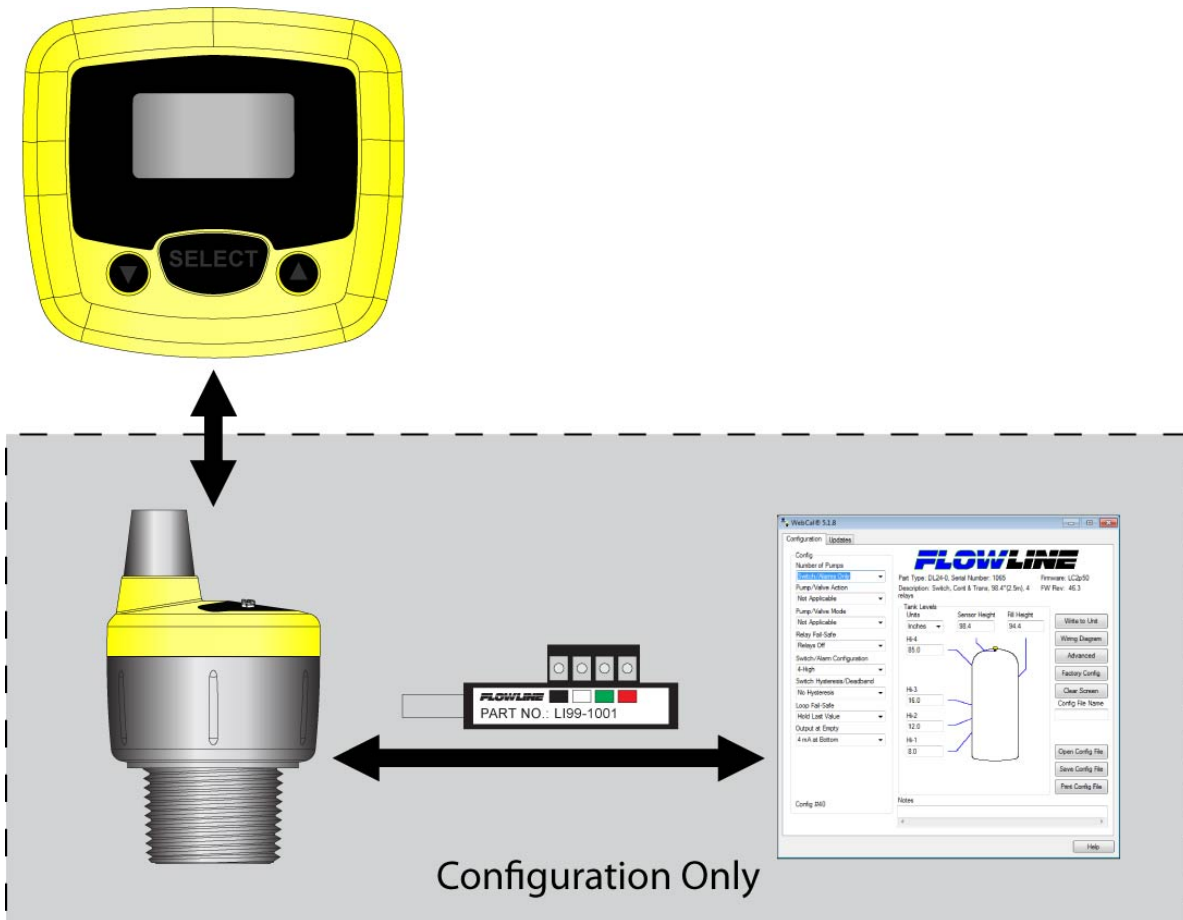 SELECT
FLOWLINE
PART NO.: LI99-1001
WebCal® 5.1.8
Configuration Updates
Config
Number of Pumps
Switch/Alarms Only
Pump/Valve Action
Not Applicable
Pump/Valve Mode
Not Applicable
Relay Fail-Safe
Relays Off
Switch/Alarm Configuration
4-High
Switch Hysteresis/Deadband
No Hysteresis
Loop Fail-Safe
Hold Last Value
Output at Empty
4 mA at Bottom
FLOWLINE
Part Type: DL24-0, Serial Number: 1065 Firmware: LC2p50
Description: Switch, Cont & Trans, 98.4"(2.5m), 4 FW Rev: 46.3
relays
Tank Levels
Units Sensor Height Fill Height
Inches 98.4 94.4
Hi-4
85.0
Hi-3
16.0
Hi-2
12.0
Hi-1
8.0
Write to Unit
Wiring Diagram
Advanced
Factory Config
Clear Screen
Config File Name
Open Config File
Save Config File
Print Config File
Notes
Help
Configuration Only